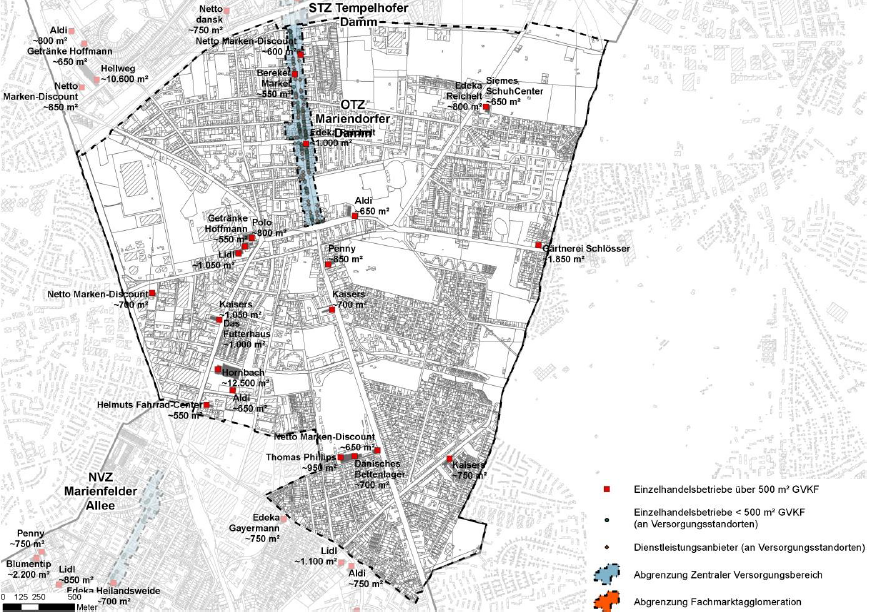 Netto
dansk
~750 m²
STZ Tempelhofer
Damm
Aldi
~800 m²
Getränke Hoffmann
~650 m²
Hellweg
~10.600 m²
Netto
Marken-Discount
~650 m²
Netto Marken-Discount
~600 m²
Bereket
Market
~550 m²
OTZ
Mariendorfer
Damm
Edeka Reichelt
~1.000 m²
Edeka
Reichelt
~800 m²
Siemes
SchuhCenter
~650 m²
Aldi
~650 m²
Getränke
Hoffmann
~550 m²
Polo
~800 m²
Lidl
~1.050 m²
Penny
~850 m²
Gärtnerei Schlösser
~1.850 m²
Netto Marken-Discount
~700 m²
Kaisers
~1.050 m²
Kaisers
~700 m²
Das
Futterhaus
~1.000 m²
Hornbach
~12.500 m²
Aldi
~650 m²
Helmuts Fahrrad-Center
~550 m²
Netto Marken-Discount
~650 m²
Thomas Phillips
~950 m²
Dänisches
Bettenlager
~700 m²
Kaisers
~750 m²
NVZ
Marienfelder
Allee
Edeka
Gayermann
~750 m²
Lidl
~1.100 m²
Aldi
~750 m²
Penny
~750 m²
Blumentip
~2.200 m²
Lidl
~850 m²
Edeka Heilandsweide
~700 m²
0 125 250 500
Meter
Einzelhandelsbetriebe über 500 m² GVKF
Einzelhandelsbetriebe < 500 m² GVKF
(an Versorgungsstandorten)
Dienstleistungsanbieter (an Versorgungsstandorten)
Abgrenzung Zentraler Versorgungsbereich
Abgrenzung Fachmarktagglomeration